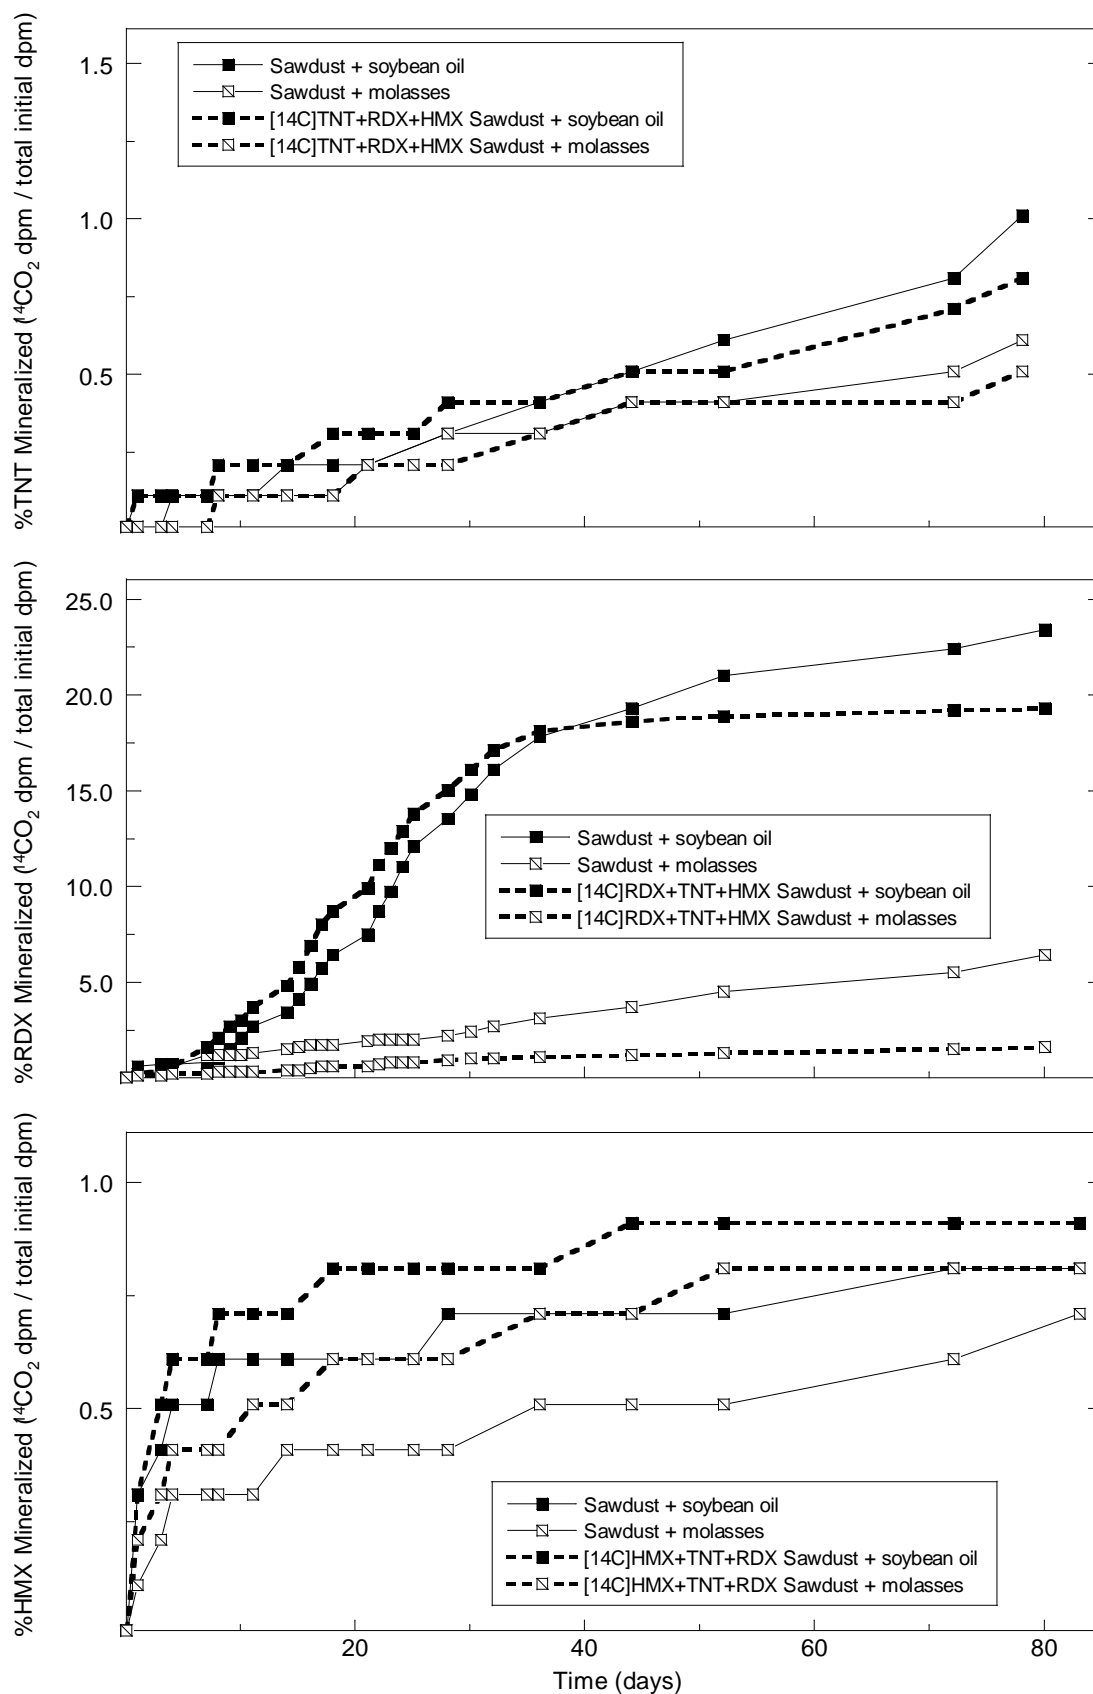 %TNT Mineralized (¹⁴CO₂ dpm / total initial dpm)
1.5
1.0
0.5
Sawdust + soybean oil
Sawdust + molasses
[14C]TNT+RDX+HMX Sawdust + soybean oil
[14C]TNT+RDX+HMX Sawdust + molasses
%RDX Mineralized (¹⁴CO₂ dpm / total initial dpm)
25.0
20.0
15.0
10.0
5.0
Sawdust + soybean oil
Sawdust + molasses
[14C]RDX+TNT+HMX Sawdust + soybean oil
[14C]RDX+TNT+HMX Sawdust + molasses
%HMX Mineralized (¹⁴CO₂ dpm / total initial dpm)
1.0
0.5
Sawdust + soybean oil
Sawdust + molasses
[14C]HMX+TNT+RDX Sawdust + soybean oil
[14C]HMX+TNT+RDX Sawdust + molasses
20 40 60 80
Time (days)